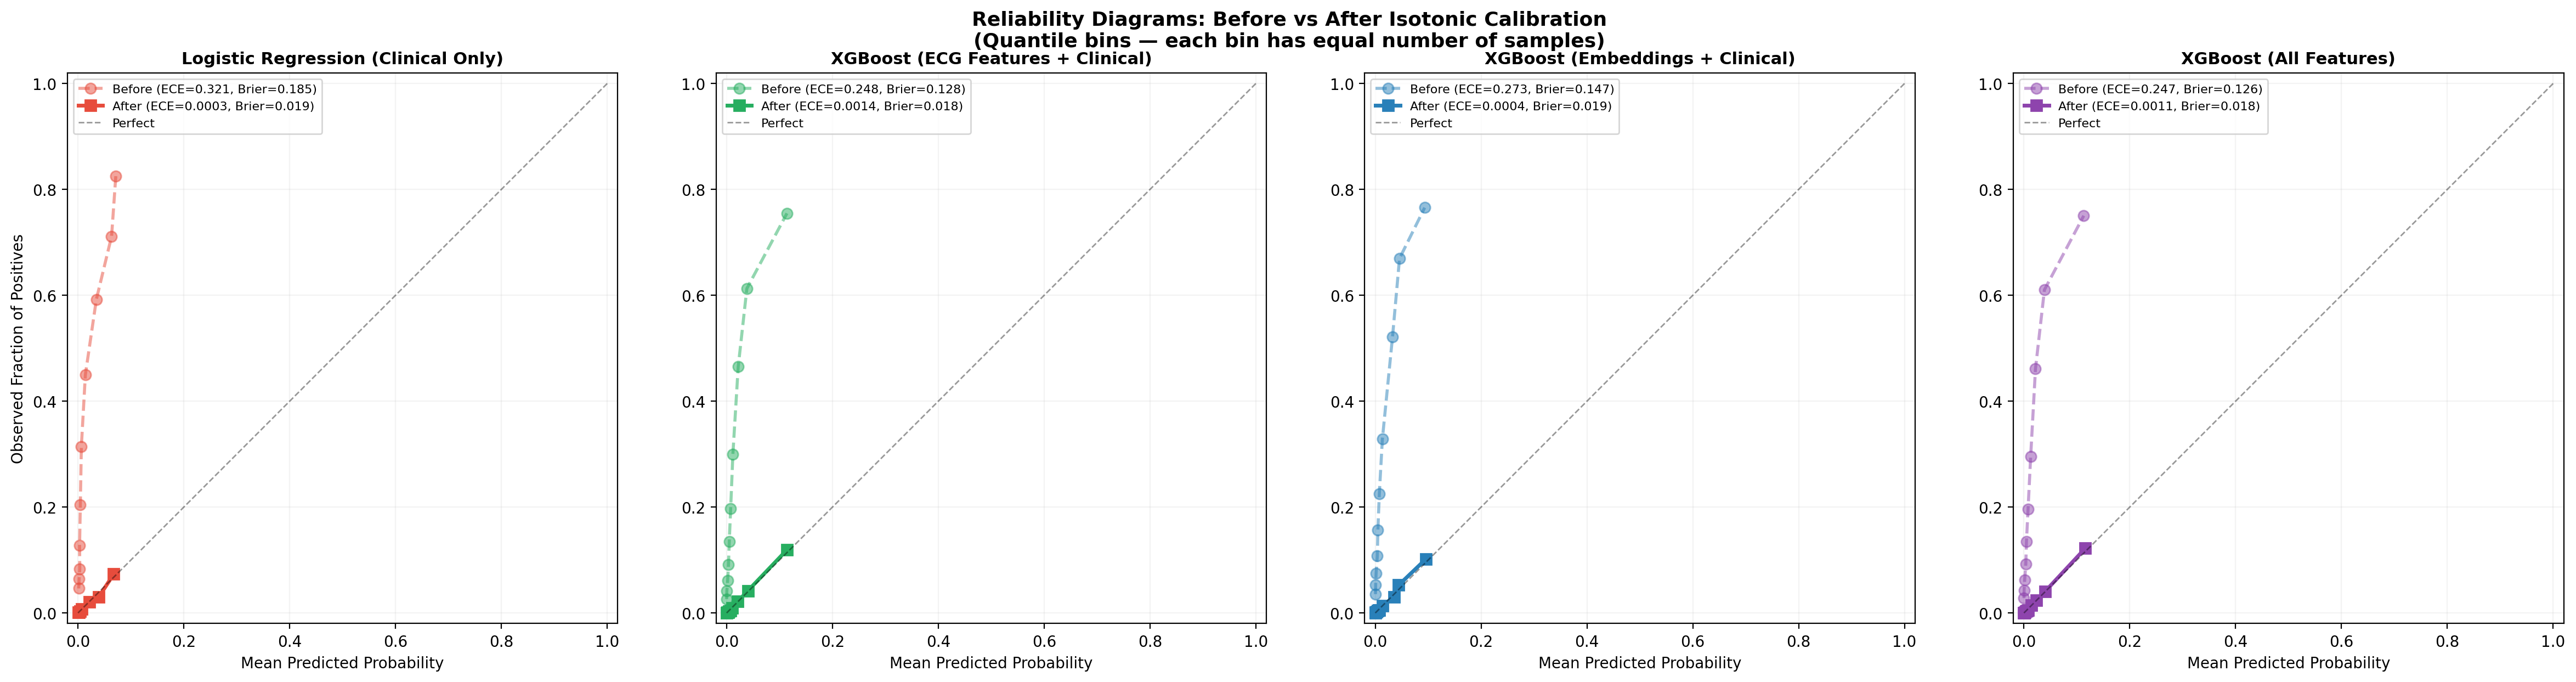 Reliability Diagrams: Before vs After Isotonic Calibration
(Quantile bins — each bin has equal number of samples)
Logistic Regression (Clinical Only)
Before (ECE=0.321, Brier=0.185)
After (ECE=0.0003, Brier=0.019)
Perfect
1.0
0.8
0.6
0.4
0.2
0.0
Observed Fraction of Positives
0.0 0.2 0.4 0.6 0.8 1.0
Mean Predicted Probability
XGBoost (ECG Features + Clinical)
Before (ECE=0.248, Brier=0.128)
After (ECE=0.0014, Brier=0.018)
Perfect
1.0
0.8
0.6
0.4
0.2
0.0
0.0 0.2 0.4 0.6 0.8 1.0
Mean Predicted Probability
XGBoost (Embeddings + Clinical)
Before (ECE=0.273, Brier=0.147)
After (ECE=0.0004, Brier=0.019)
Perfect
1.0
0.8
0.6
0.4
0.2
0.0
0.0 0.2 0.4 0.6 0.8 1.0
Mean Predicted Probability
XGBoost (All Features)
Before (ECE=0.247, Brier=0.126)
After (ECE=0.0011, Brier=0.018)
Perfect
1.0
0.8
0.6
0.4
0.2
0.0
0.0 0.2 0.4 0.6 0.8 1.0
Mean Predicted Probability